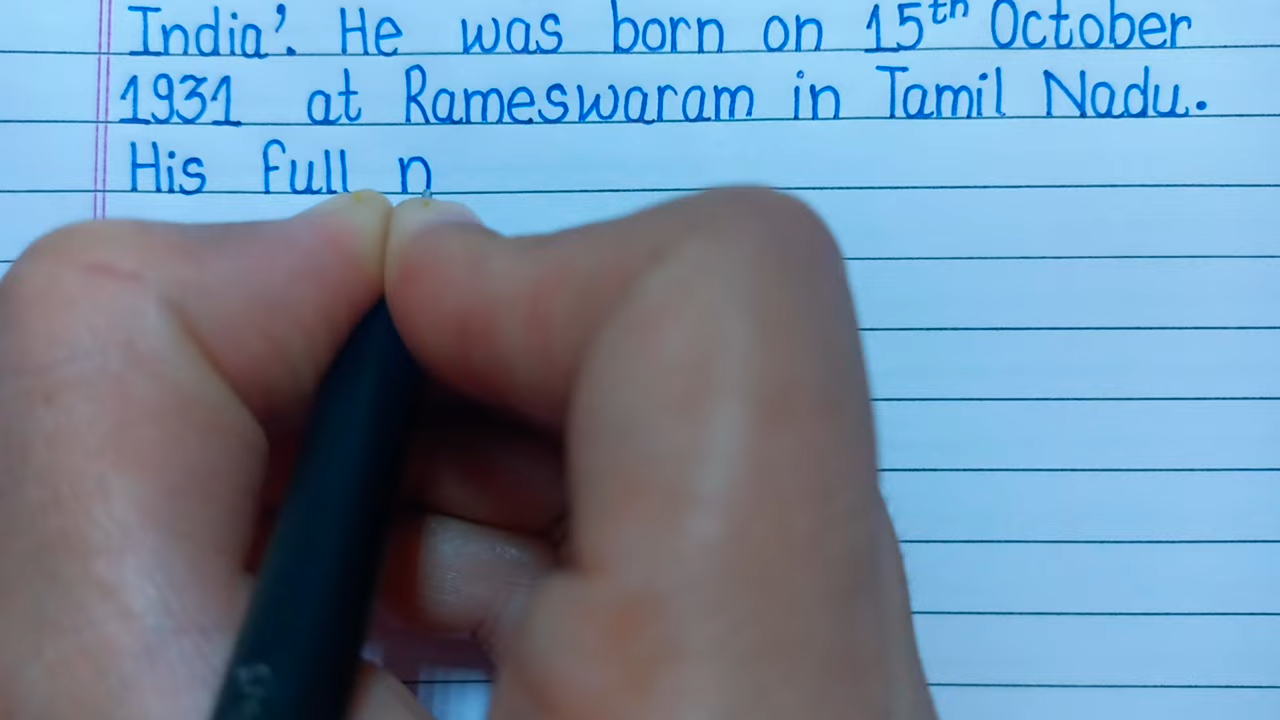 India'. He was born on 15th October
1931 at Rameswaram in Tamil Nadu.
His full n